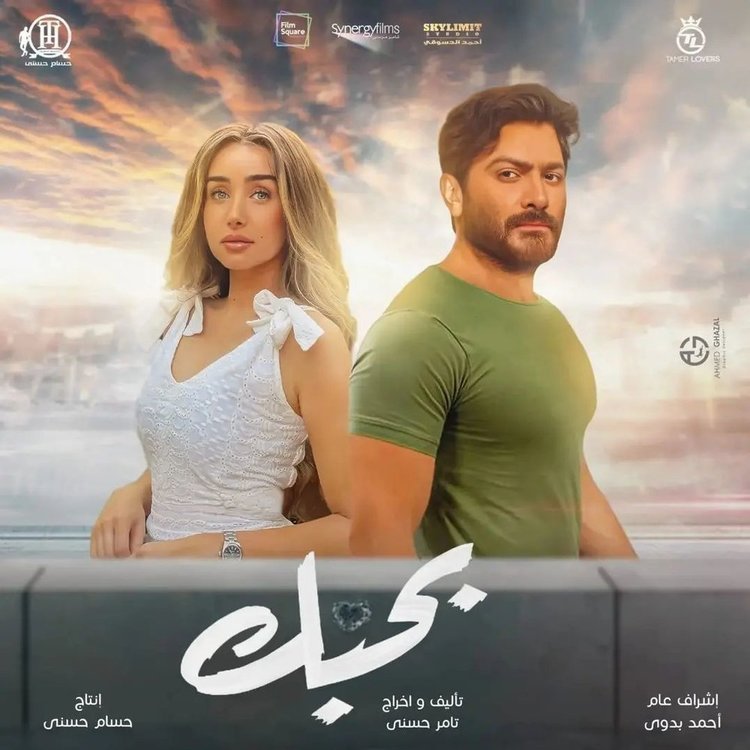 TH
حسام حسنى
Film
Square
Synergyfilms
SKYLIMIT
STUDIO
أحمد الدسوقي
TL
TAMER LOVERS
AHMED GHAZAL
بحبك
إنتاج
حسام حسنى
تأليف و اخراج
تامر حسنى
إشراف عام
أحمد بدوى